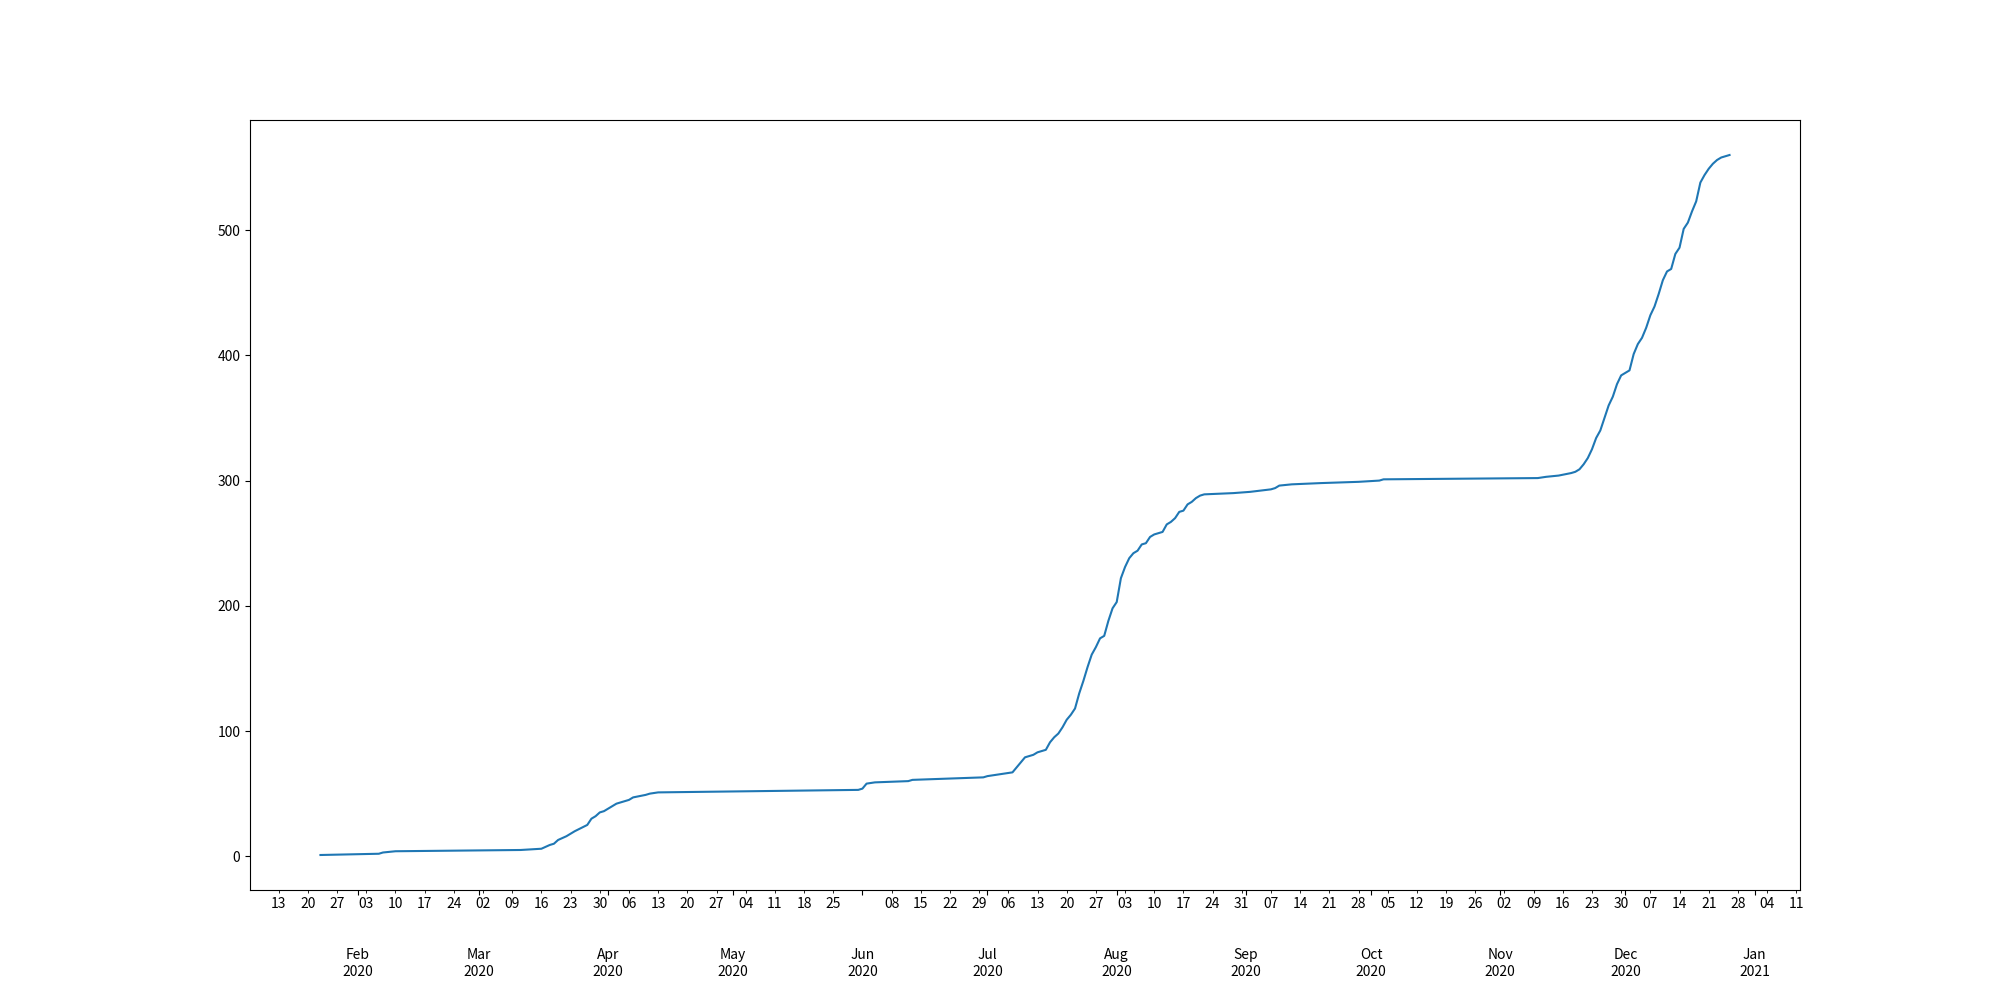 500
400
300
200
100
0
13 20 27 03 10 17 24 02 09 16 23 30 06 13 20 27 04 11 18 25 08 15 22 29 06 13 20 27 03 10 17 24 31 07 14 21 28 05 12 19 26 02 09 16 23 30 07 14 21 28 04 11
Feb Mar Apr May Jun Jul Aug Sep Oct Nov Dec Jan
2020 2020 2020 2020 2020 2020 2020 2020 2020 2020 2020 2021